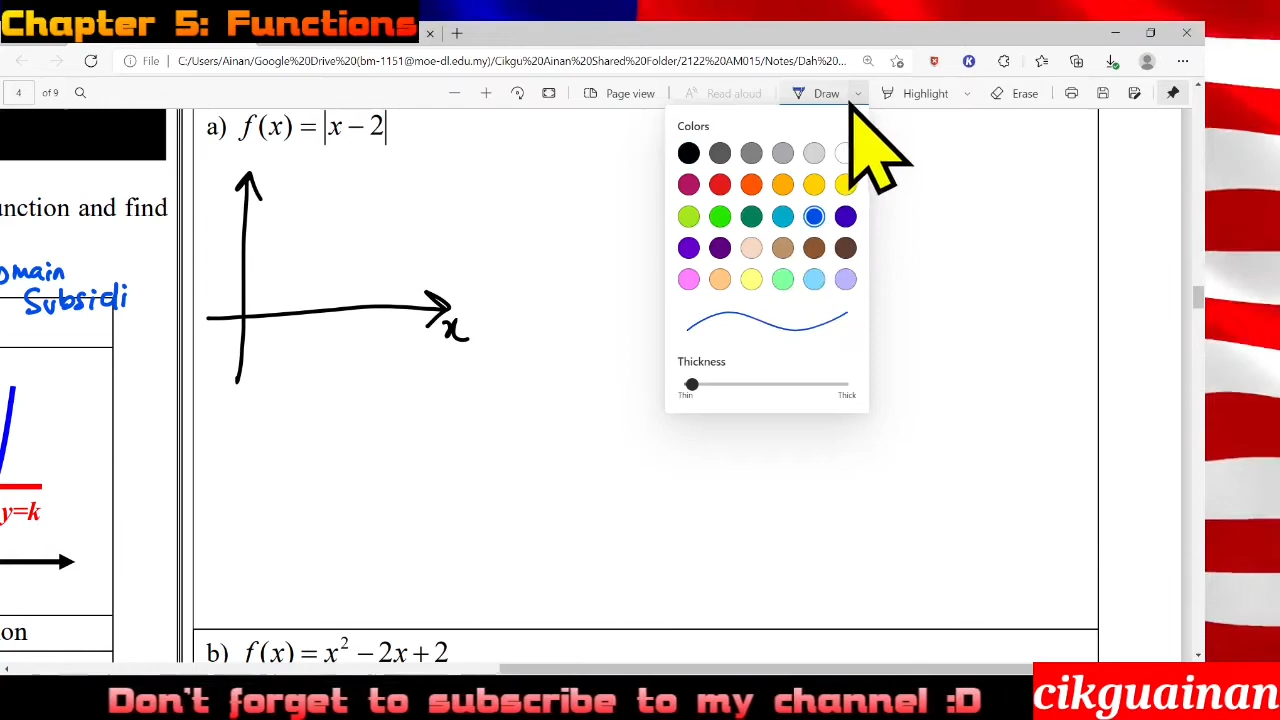 Chapter 5: Functions
File
C:/Users/Ainan/Google%20Drive%20(bm-1151@moe-dl.edu.my)/Cikgu%20Ainan%20Shared%20Folder/2122%20AM015/Notes/Dah%20...
4 of 9
Page view
Read aloud
Draw
Highlight
Erase
a) f(x) = |x − 2|
Colors
unction and find
omain
Subsidi
x
Thickness
Thin Thick
y=k
on
b) f(x) = x² − 2x + 2
Don't forget to subscribe to my channel :D
cikguainan